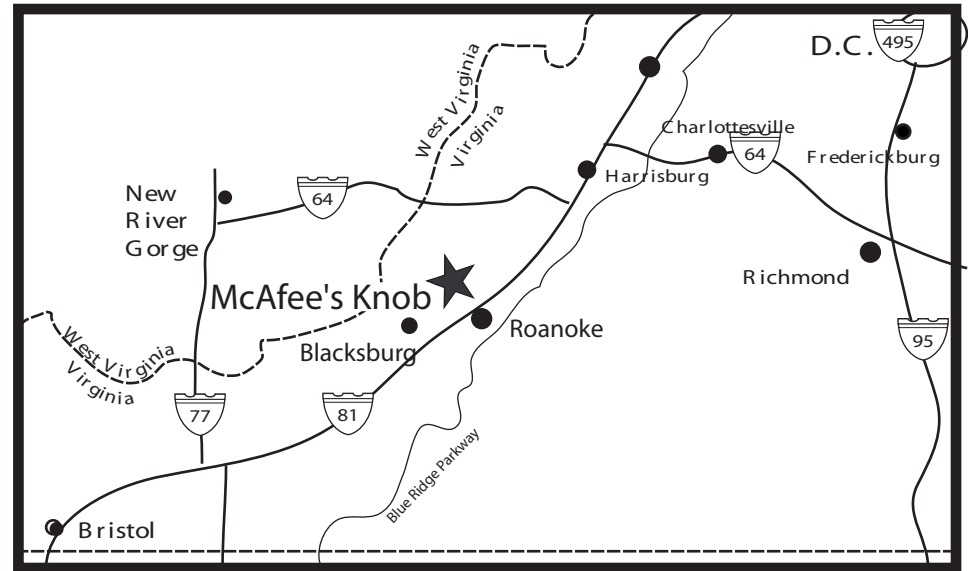 D.C.
495
West Virginia
Virginia
Charlottesville
64
Frederickburg
Harrisburg
New
River
Gorge
64
McAfee's Knob
Richmond
Roanoke
Blacksburg
95
West Virginia
Virginia
77
81
Blue Ridge Parkway
Bristol